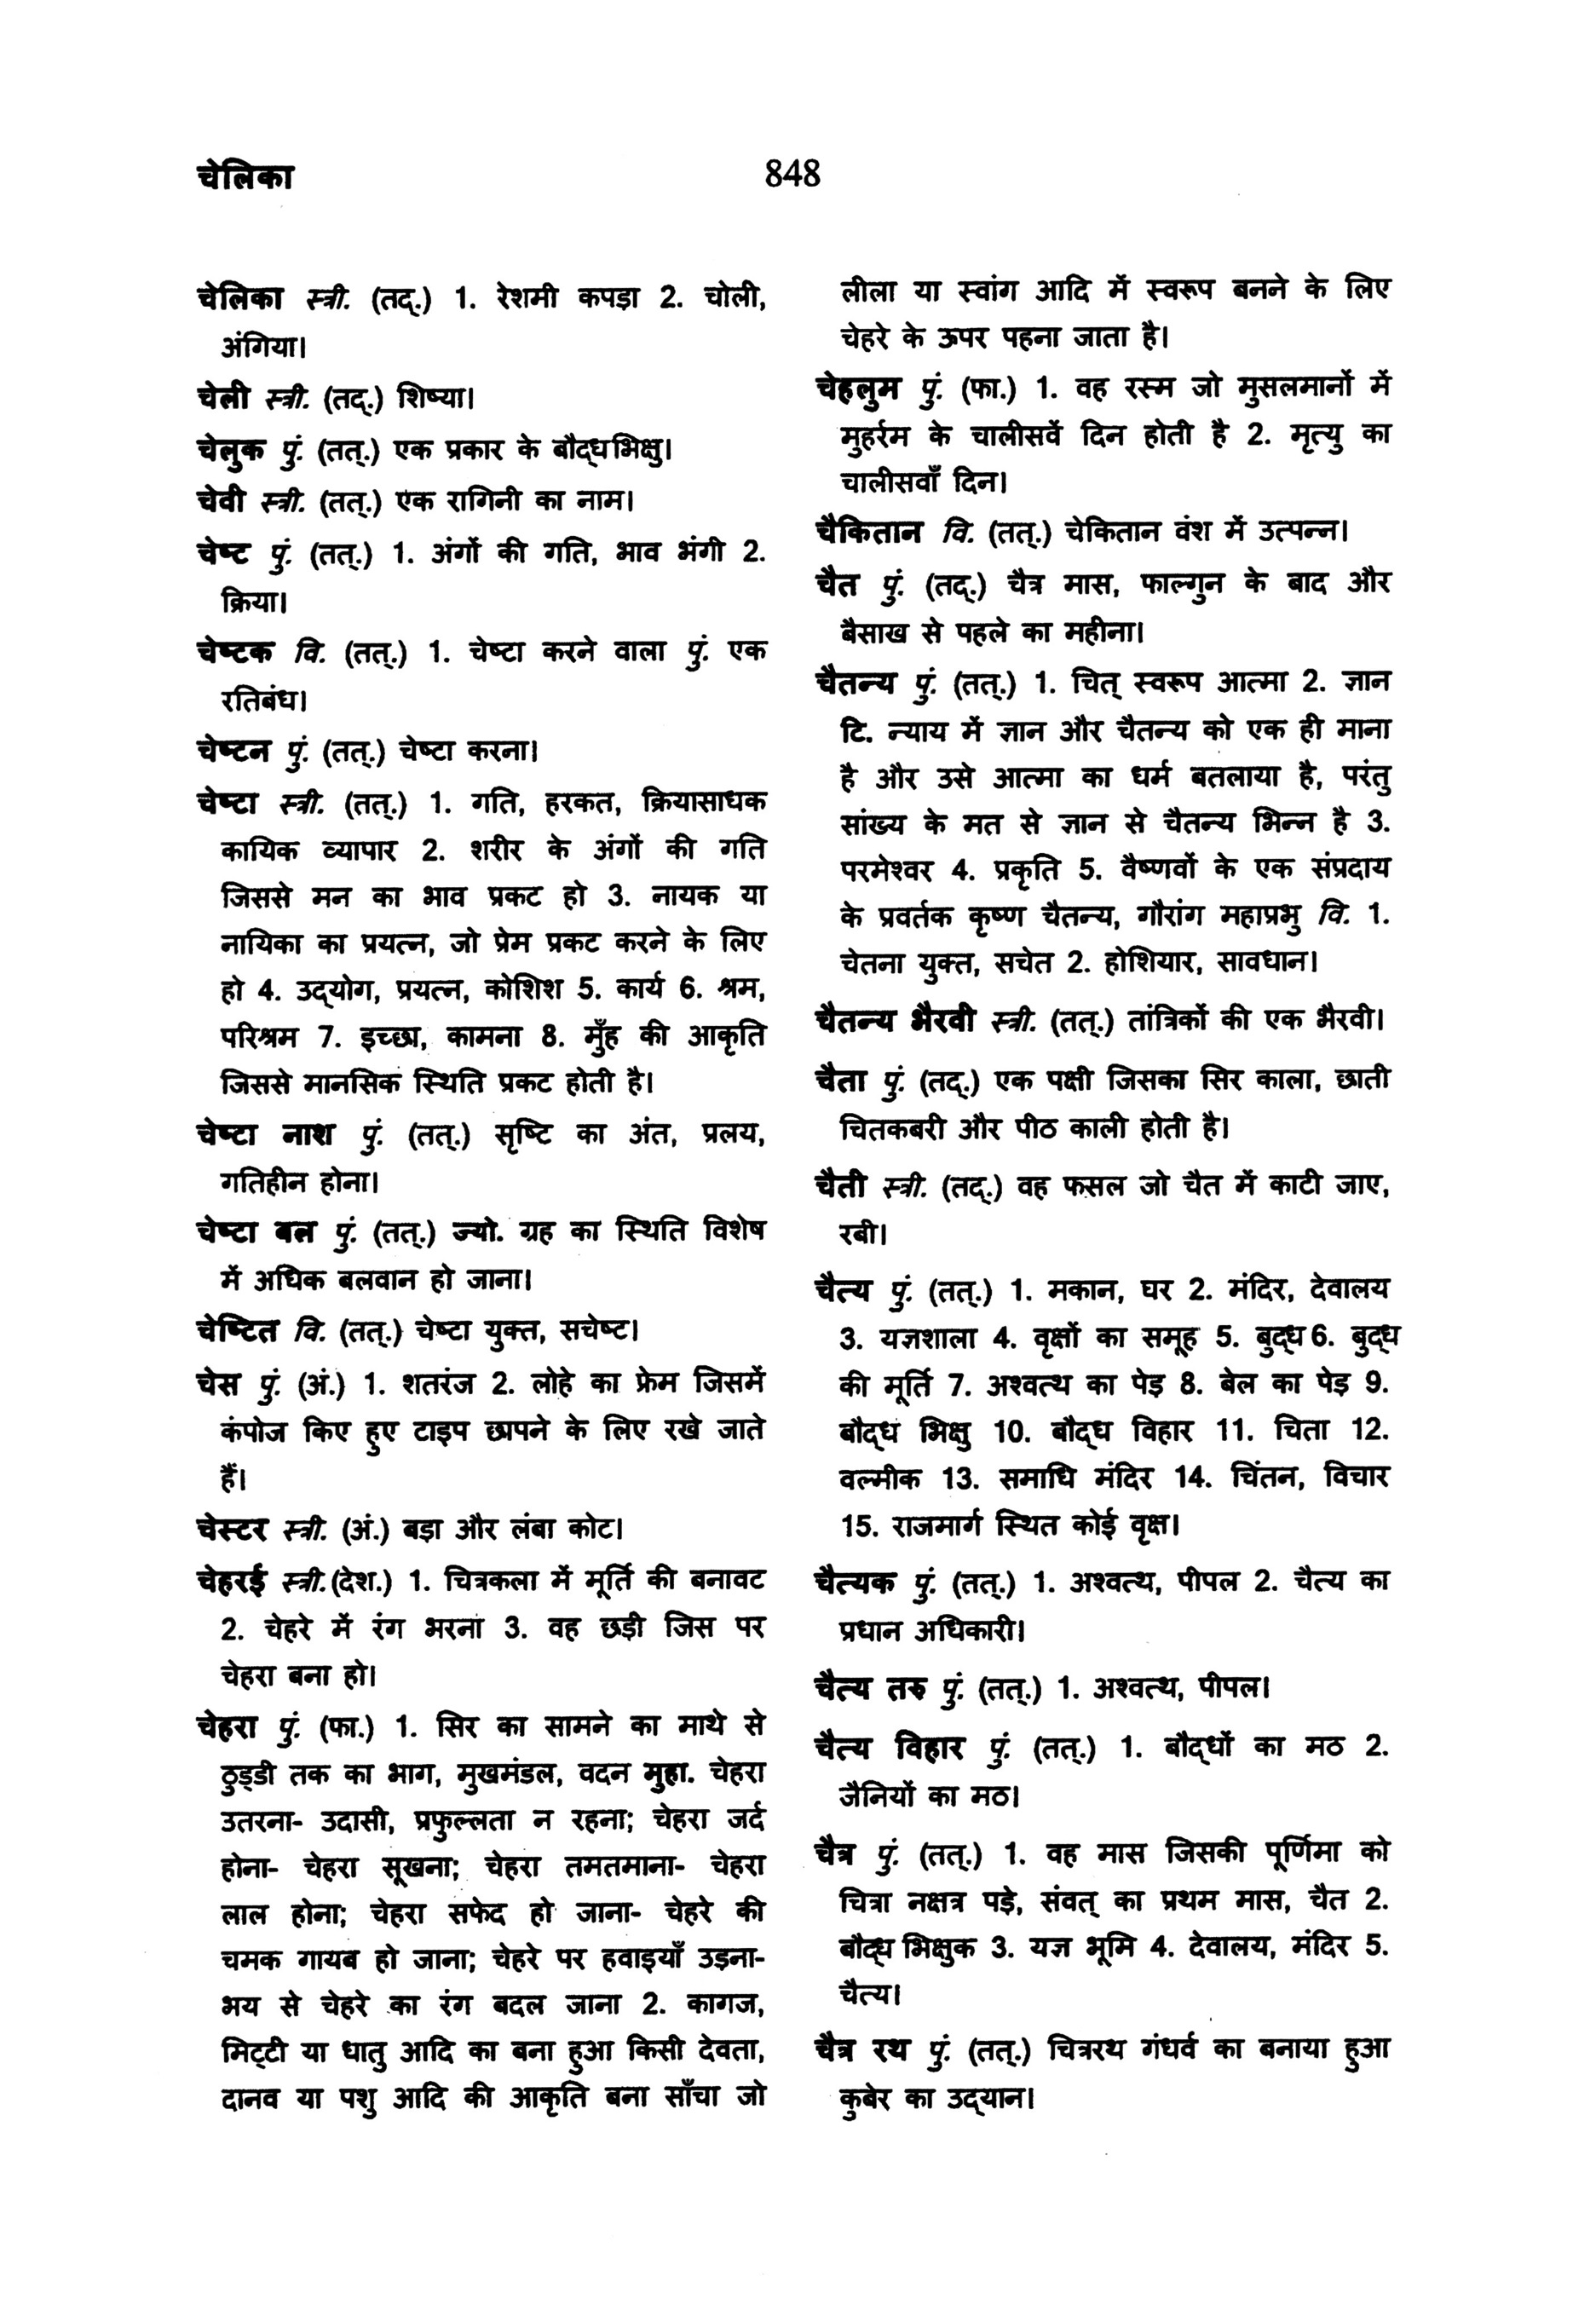 चेलिका
848
चेलिका स्त्री. (तद्.) 1. रेशमी कपड़ा 2. चोली,
अंगिया।
चेली स्त्री. (तद्.) शिष्या।
चेलुक पुं. (तत्.) एक प्रकार के बौद्धभिक्षु।
चेवी स्त्री. (तत्.) एक रागिनी का नाम।
चेष्ट पुं. (तत्.) 1. अंगों की गति, भाव भंगी 2.
क्रिया।
चेष्टक वि. (तत्.) 1. चेष्टा करने वाला पुं. एक
रतिबंध।
चेष्टन पुं. (तत्.) चेष्टा करना।
चेष्टा स्त्री. (तत्.) 1. गति, हरकत, क्रियासाधक
कायिक व्यापार 2. शरीर के अंगों की गति
जिससे मन का भाव प्रकट हो 3. नायक या
नायिका का प्रयत्न, जो प्रेम प्रकट करने के लिए
हो 4. उद्योग, प्रयत्न, कोशिश 5. कार्य 6. श्रम,
परिश्रम 7. इच्छा, कामना 8. मुँह की आकृति
जिससे मानसिक स्थिति प्रकट होती है।
चेष्टा नाश पुं. (तत्.) सृष्टि का अंत, प्रलय,
गतिहीन होना।
चेष्टा बल पुं. (तत्.) ज्यो. ग्रह का स्थिति विशेष
में अधिक बलवान हो जाना।
चेष्टित वि. (तत्.) चेष्टा युक्त, सचेष्ट।
चेस पुं. (अं.) 1. शतरंज 2. लोहे का फ्रेम जिसमें
कंपोज किए हुए टाइप छापने के लिए रखे जाते
हैं।
चेस्टर स्त्री. (अं.) बड़ा और लंबा कोट।
चेहरई स्त्री.(देश.) 1. चित्रकला में मूर्ति की बनावट
2. चेहरे में रंग भरना 3. वह छड़ी जिस पर
चेहरा बना हो।
चेहरा पुं. (फा.) 1. सिर का सामने का माथे से
ठुड्डी तक का भाग, मुखमंडल, वदन मुहा. चेहरा
उतरना- उदासी, प्रफुल्लता न रहना; चेहरा जर्द
होना- चेहरा सूखना; चेहरा तमतमाना- चेहरा
लाल होना; चेहरा सफेद हो जाना- चेहरे की
चमक गायब हो जाना; चेहरे पर हवाइयाँ उड़ना-
भय से चेहरे का रंग बदल जाना 2. कागज,
मिट्टी या धातु आदि का बना हुआ किसी देवता,
दानव या पशु आदि की आकृति बना साँचा जो
लीला या स्वांग आदि में स्वरूप बनने के लिए
चेहरे के ऊपर पहना जाता है।
चेहलुम पुं. (फा.) 1. वह रस्म जो मुसलमानों में
मुहर्रम के चालीसवें दिन होती है 2. मृत्यु का
चालीसवाँ दिन।
चैकितान वि. (तत्.) चेकितान वंश में उत्पन्न।
चैत पुं. (तद्.) चैत्र मास, फाल्गुन के बाद और
बैसाख से पहले का महीना।
चैतन्य पुं. (तत्.) 1. चित् स्वरूप आत्मा 2. ज्ञान
टि. न्याय में ज्ञान और चैतन्य को एक ही माना
है और उसे आत्मा का धर्म बतलाया है, परंतु
सांख्य के मत से ज्ञान से चैतन्य भिन्न है 3.
परमेश्वर 4. प्रकृति 5. वैष्णवों के एक संप्रदाय
के प्रवर्तक कृष्ण चैतन्य, गौरांग महाप्रभु वि. 1.
चेतना युक्त, सचेत 2. होशियार, सावधान।
चैतन्य भैरवी स्त्री. (तत्.) तांत्रिकों की एक भैरवी।
चैता पुं. (तद्.) एक पक्षी जिसका सिर काला, छाती
चितकबरी और पीठ काली होती है।
चैती स्त्री. (तद्.) वह फसल जो चैत में काटी जाए,
रबी।
चैत्य पुं. (तत्.) 1. मकान, घर 2. मंदिर, देवालय
3. यज्ञशाला 4. वृक्षों का समूह 5. बुद्ध 6. बुद्ध
की मूर्ति 7. अश्वत्थ का पेड़ 8. बेल का पेड़ 9.
बौद्ध भिक्षु 10. बौद्ध विहार 11. चिता 12.
वल्मीक 13. समाधि मंदिर 14. चिंतन, विचार
15. राजमार्ग स्थित कोई वृक्ष।
चैत्यक पुं. (तत्.) 1. अश्वत्थ, पीपल 2. चैत्य का
प्रधान अधिकारी।
चैत्य तरु पुं. (तत्.) 1. अश्वत्थ, पीपल।
चैत्य विहार पुं. (तत्.) 1. बौद्धों का मठ 2.
जैनियों का मठ।
चैत्र पुं. (तत्.) 1. वह मास जिसकी पूर्णिमा को
चित्रा नक्षत्र पड़े, संवत् का प्रथम मास, चैत 2.
बौद्ध भिक्षुक 3. यज्ञ भूमि 4. देवालय, मंदिर 5.
चैत्य।
चैत्र रथ पुं. (तत्.) चित्ररथ गंधर्व का बनाया हुआ
कुबेर का उद्यान।